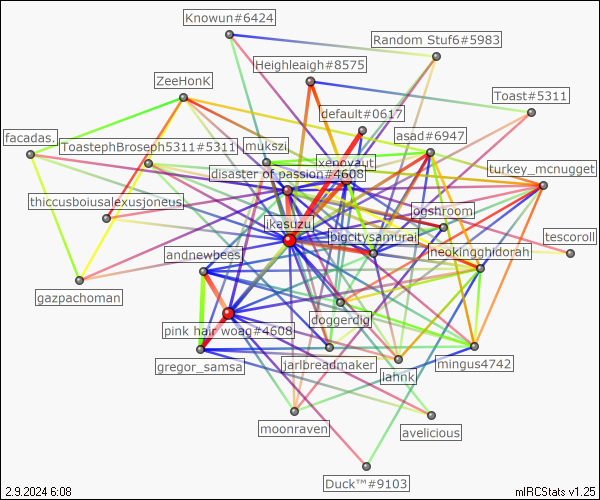 Knowun#6424
Random Stuf6#5983
Heighleaigh#8575
ZeeHonK
Toast#5311
default#0617
facadas.
ToastephBroseph5311#5311
mukszi
asad#6947
xenovaut
turkey_mcnugget
disaster of passion#4608
thiccusboiusalexusjoneus
ogshroom
ikasuzu
bigcitysamurai
tescoroll
andnewbees
neokingghidorah
gazpachoman
doggerdig
pink hair woag#4608
gregor_samsa
jarlbreadmaker
mingus4742
lahnk
moonraven
avelicious
Duck™#9103
2.9.2024 6:08
mIRCStats v1.25